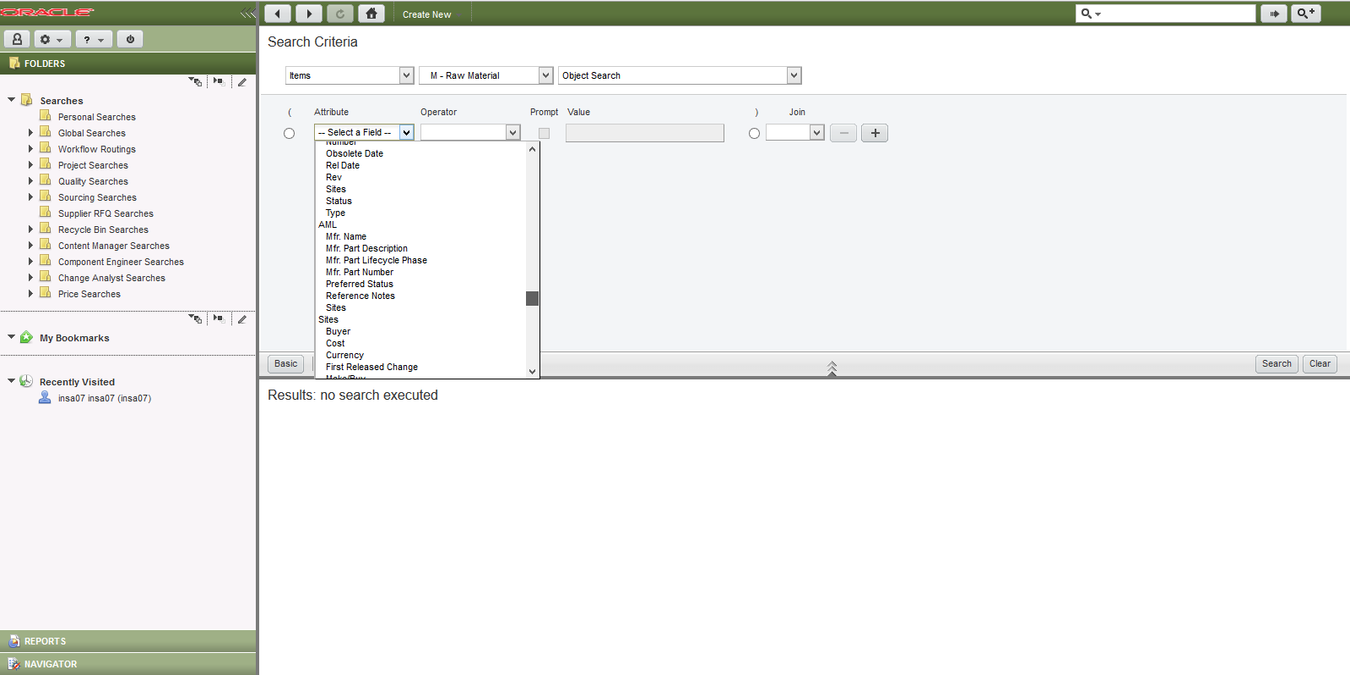 ORACLE
Create New
?
FOLDERS
Searches
Personal Searches
Global Searches
Workflow Routings
Project Searches
Quality Searches
Sourcing Searches
Supplier RFQ Searches
Recycle Bin Searches
Content Manager Searches
Component Engineer Searches
Change Analyst Searches
Price Searches
My Bookmarks
Recently Visited
insa07 insa07 (insa07)
REPORTS
NAVIGATOR
Search Criteria
Items M - Raw Material Object Search
( Attribute Operator Prompt Value ) Join
-- Select a Field --
Number
Obsolete Date
Rel Date
Rev
Sites
Status
Type
AML
Mfr. Name
Mfr. Part Description
Mfr. Part Lifecycle Phase
Mfr. Part Number
Preferred Status
Reference Notes
Sites
Sites
Buyer
Cost
Currency
First Released Change
Make/Buy
Basic Search Clear
Results: no search executed